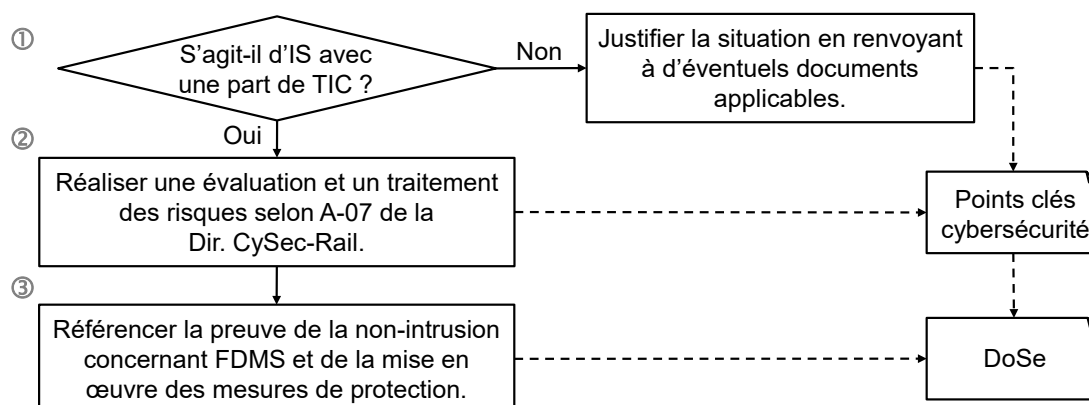 ①
S’agit-il d’IS avec
une part de TIC ?
Non
Justifier la situation en renvoyant
à d’éventuels documents
applicables.
Oui
②
Réaliser une évaluation et un traitement
des risques selon A-07 de la
Dir. CySec-Rail.
Points clés
cybersécurité
③
Référencer la preuve de la non-intrusion
concernant FDMS et de la mise en
œuvre des mesures de protection.
DoSe